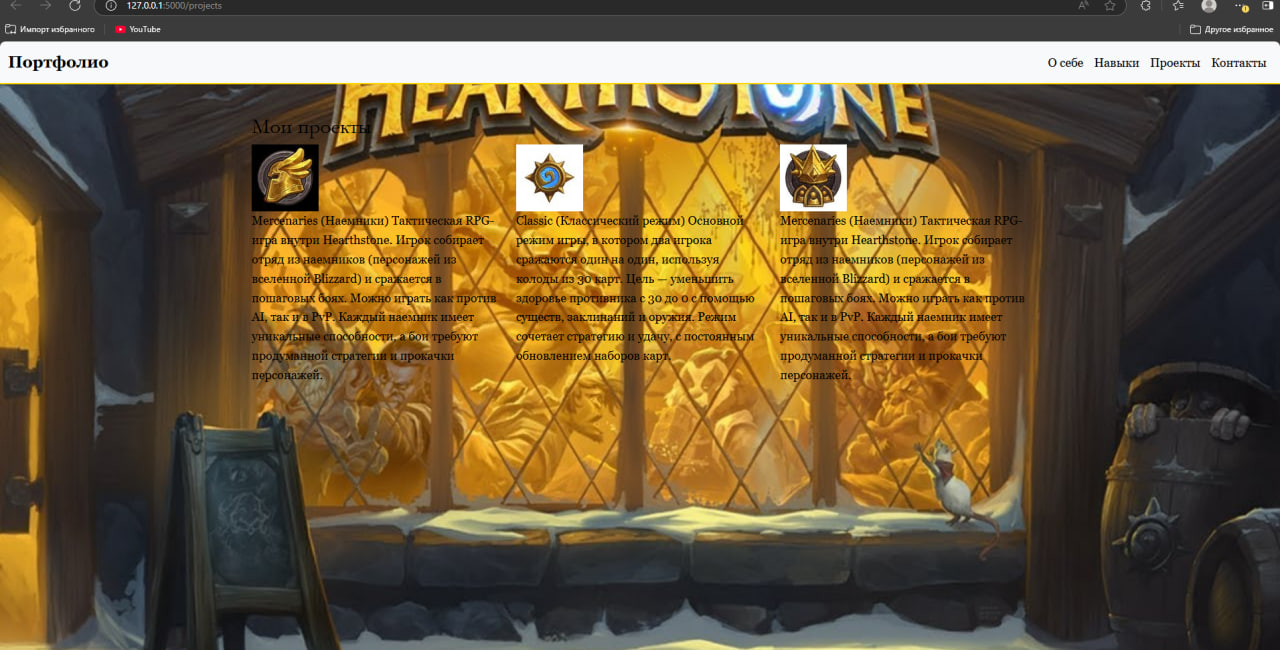 127.0.0.1:5000/projects
Импорт избранного
YouTube
Другое избранное
Портфолио
О себе Навыки Проекты Контакты
HEARTHSTONE
Мои проекты
Mercenaries (Наемники) Тактическая RPG-
игра внутри Hearthstone. Игрок собирает
отряд из наемников (персонажей из
вселенной Blizzard) и сражается в
пошаговых боях. Можно играть как против
AI, так и в PvP. Каждый наемник имеет
уникальные способности, а бои требуют
продуманной стратегии и прокачки
персонажей.
Classic (Классический режим) Основной
режим игры, в котором два игрока
сражаются один на один, используя
колоды из 30 карт. Цель — уменьшить
здоровье противника с 30 до 0 с помощью
существ, заклинаний и оружия. Режим
сочетает стратегию и удачу, с постоянным
обновлением наборов карт.
Mercenaries (Наемники) Тактическая RPG-
игра внутри Hearthstone. Игрок собирает
отряд из наемников (персонажей из
вселенной Blizzard) и сражается в
пошаговых боях. Можно играть как против
AI, так и в PvP. Каждый наемник имеет
уникальные способности, а бои требуют
продуманной стратегии и прокачки
персонажей.